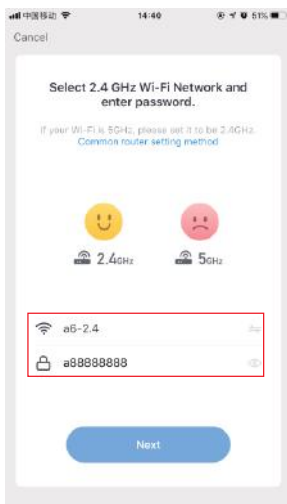 中国移动 14:40 51%
Cancel
Select 2.4 GHz Wi-Fi Network and
enter password.
If your Wi-Fi is 5GHz, please set it to be 2.4GHz.
Common router setting method
2.4GHz 5GHz
a6-2.4
a88888888
Next